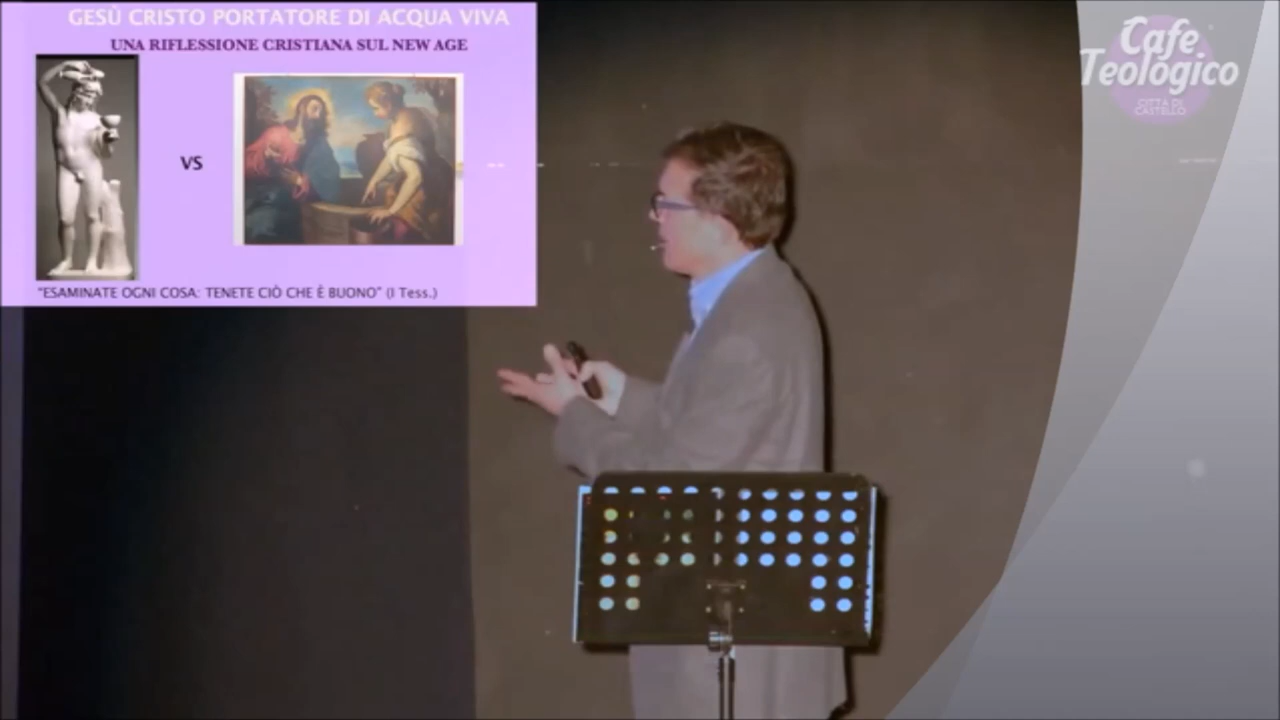 GESÙ CRISTO PORTATORE DI ACQUA VIVA
UNA RIFLESSIONE CRISTIANA SUL NEW AGE
VS
"ESAMINATE OGNI COSA: TENETE CIÒ CHE È BUONO" (I Tess.)
Cafe
Teologico
CITTÀ DI
CASTELLO